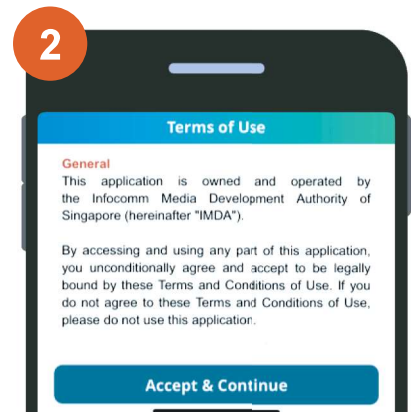 2
Terms of Use
General
This application is owned and operated by
the Infocomm Media Development Authority of
Singapore (hereinafter "IMDA").
By accessing and using any part of this application,
you unconditionally agree and accept to be legally
bound by these Terms and Conditions of Use. If you
do not agree to these Terms and Conditions of Use,
please do not use this application.
Accept & Continue